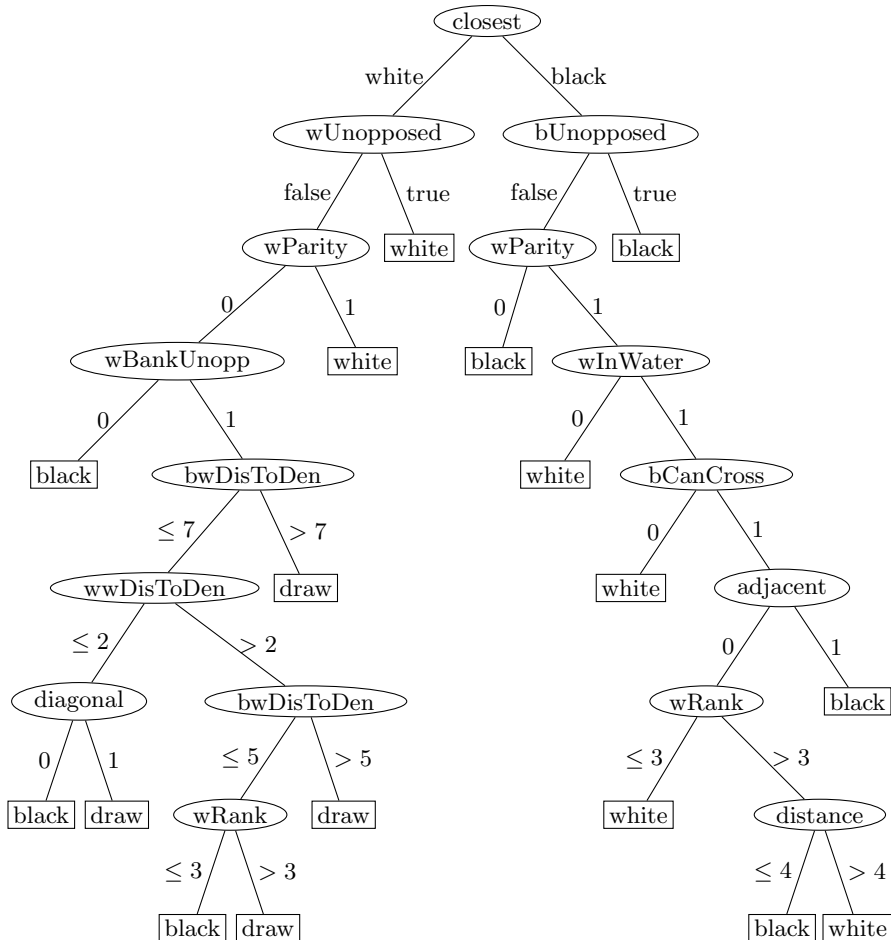 closest
white black
wUnopposed bUnopposed
false true false true
wParity white wParity black
0 1 0 1
wBankUnopp white black wInWater
0 1 0 1
black bwDisToDen white bCanCross
≤ 7 > 7 0 1
wwDisToDen draw white adjacent
≤ 2 > 2 0 1
diagonal bwDisToDen wRank black
0 1 ≤ 5 > 5 ≤ 3 > 3
black draw wRank draw white distance
≤ 3 > 3 ≤ 4 > 4
black draw black white